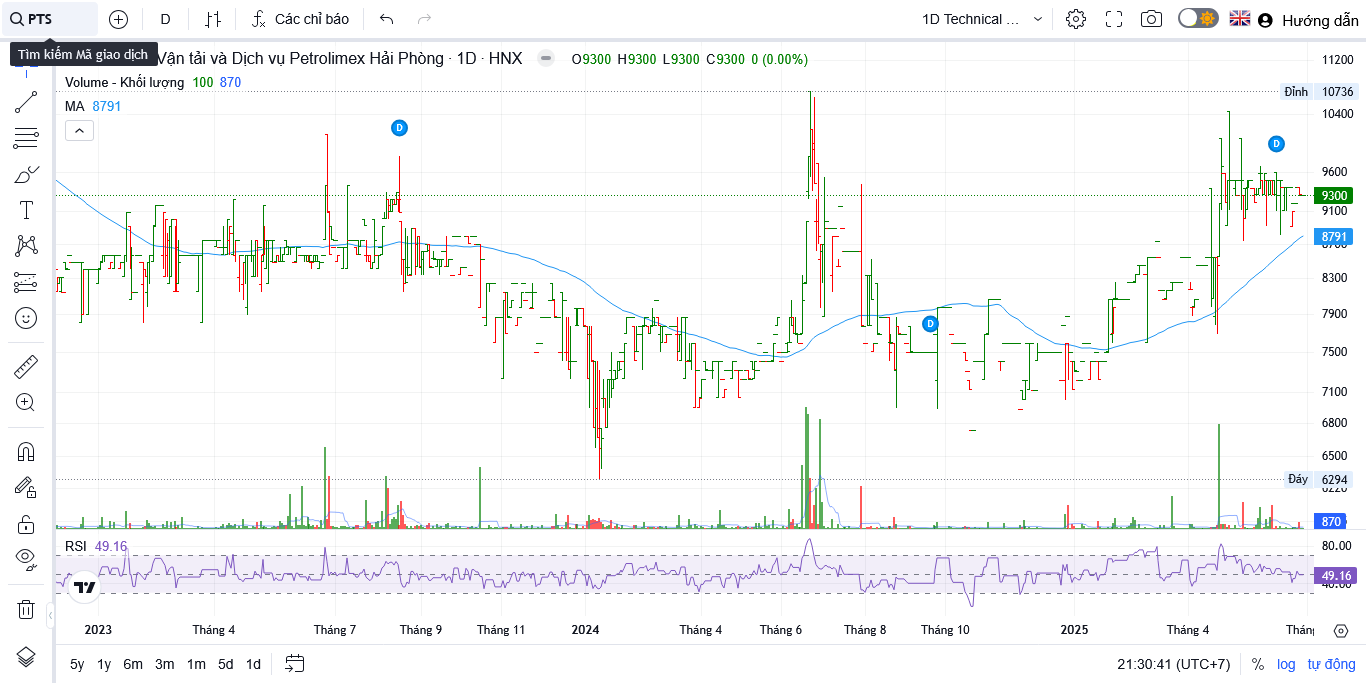 PTS
D
Các chỉ báo
1D Technical ...
Hướng dẫn
Tìm kiếm Mã giao dịch
Vận tải và Dịch vụ Petrolimex Hải Phòng · 1D · HNX
O9300 H9300 L9300 C9300 0 (0.00%)
Volume - Khối lượng 100 870
MA 8791
D
D
D
11200
Đỉnh 10736
10400
9600
9300
9100
8791
8300
7900
7500
7100
6800
6500
Đáy 6294
6220
870
RSI 49.16
80.00
49.16
40.00
2023
Tháng 4
Tháng 7
Tháng 9
Tháng 11
2024
Tháng 4
Tháng 6
Tháng 8
Tháng 10
2025
Tháng 4
5y 1y 6m 3m 1m 5d 1d
21:30:41 (UTC+7)
% log tự động